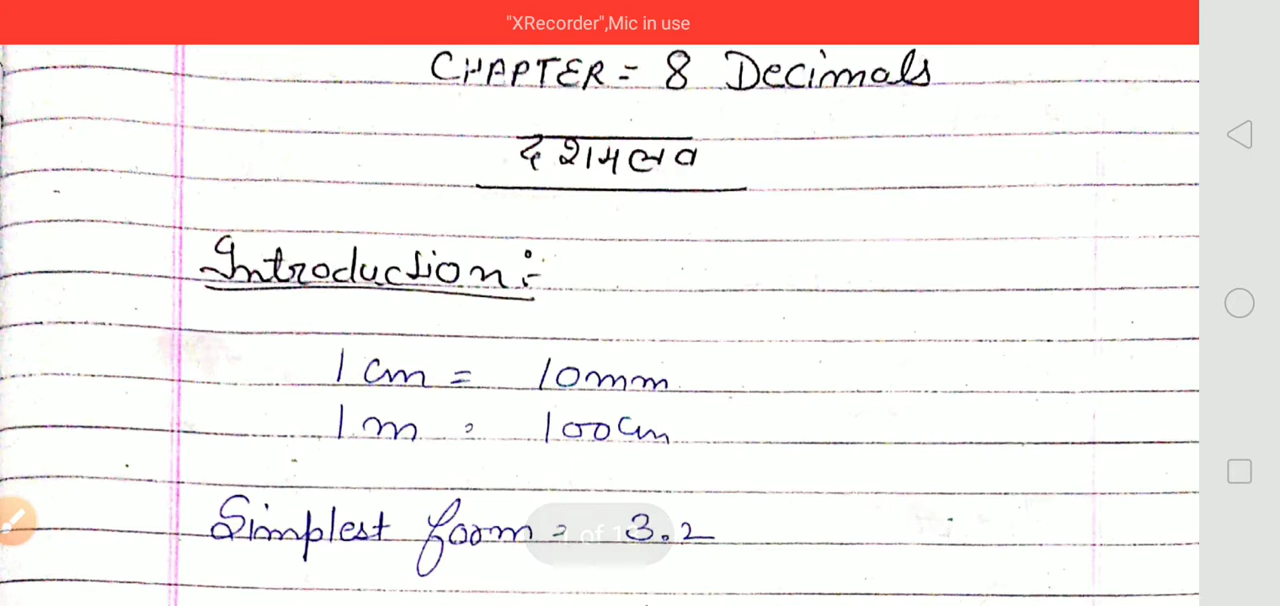 "XRecorder",Mic in use
CHAPTER = 8 Decimals
दशमलव
Introduction :-
1 cm = 10mm
1 m = 100cm
Simplest form = 3.2